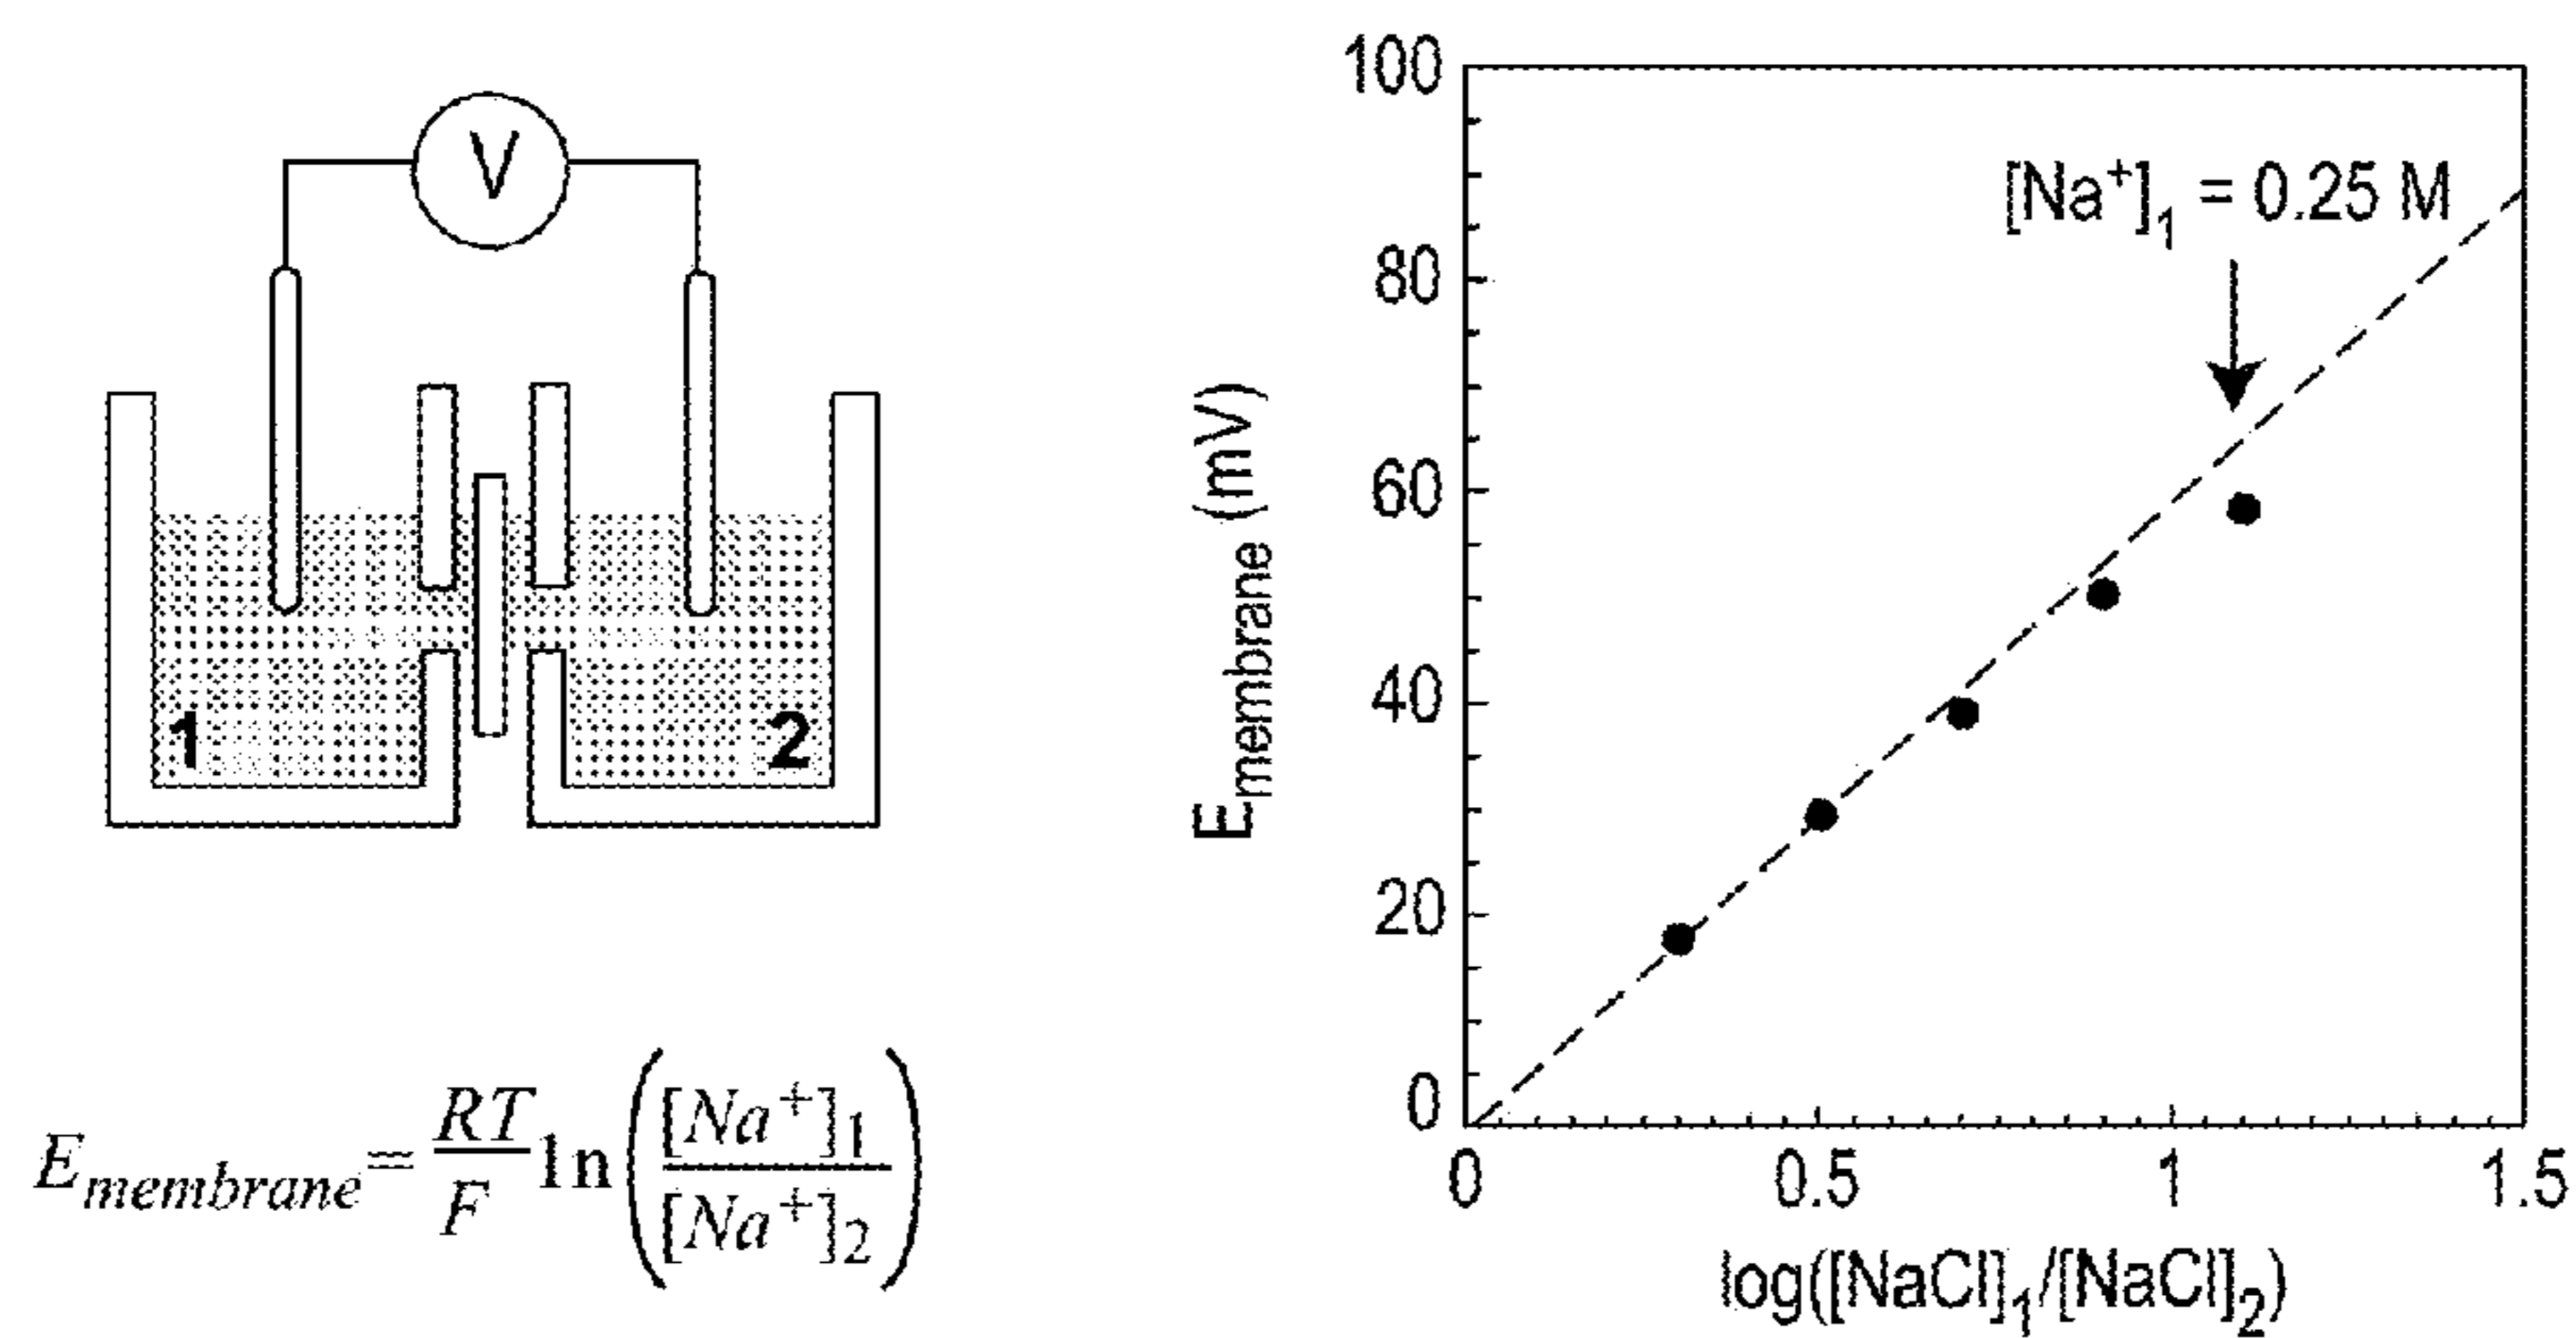 V
1
2
E_membrane = RT/F ln([Na⁺]₁/[Na⁺]₂)
100
80
60
40
20
0
E_membrane (mV)
[Na⁺]₁ = 0.25 M
0
0.5
1
1.5
log([NaCl]₁/[NaCl]₂)